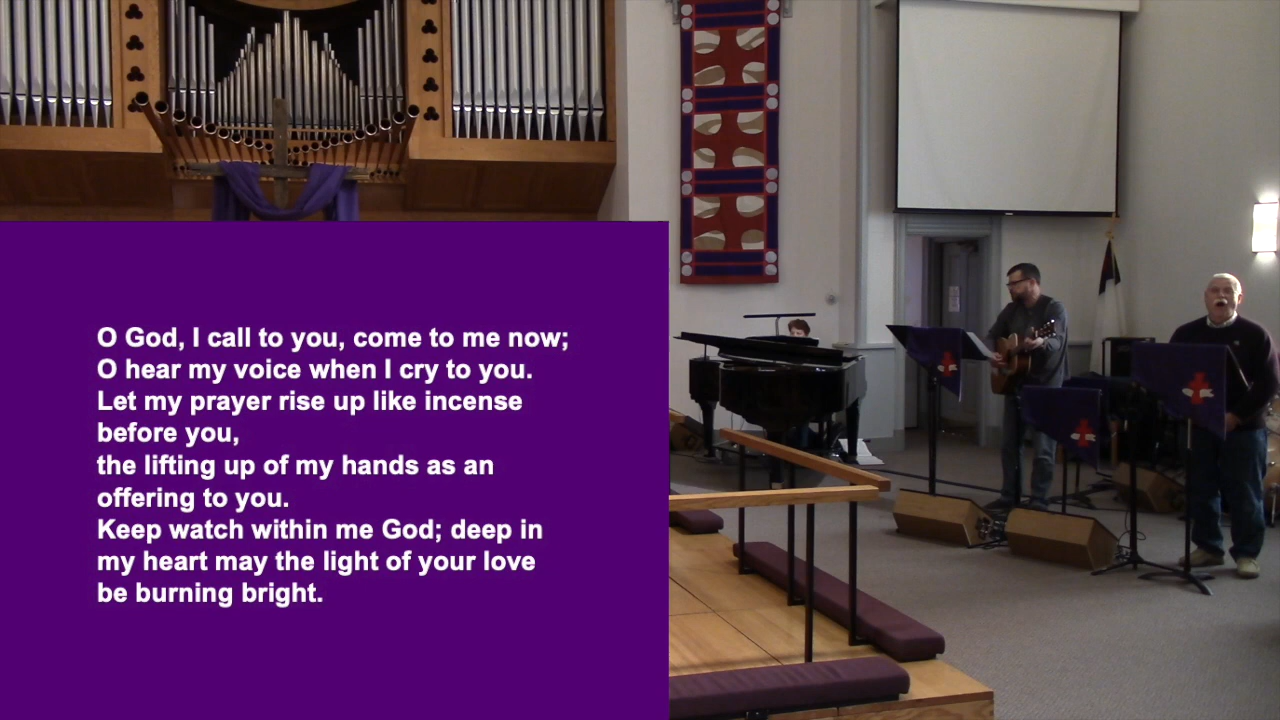 O God, I call to you, come to me now;
O hear my voice when I cry to you.
Let my prayer rise up like incense
before you,
the lifting up of my hands as an
offering to you.
Keep watch within me God; deep in
my heart may the light of your love
be burning bright.